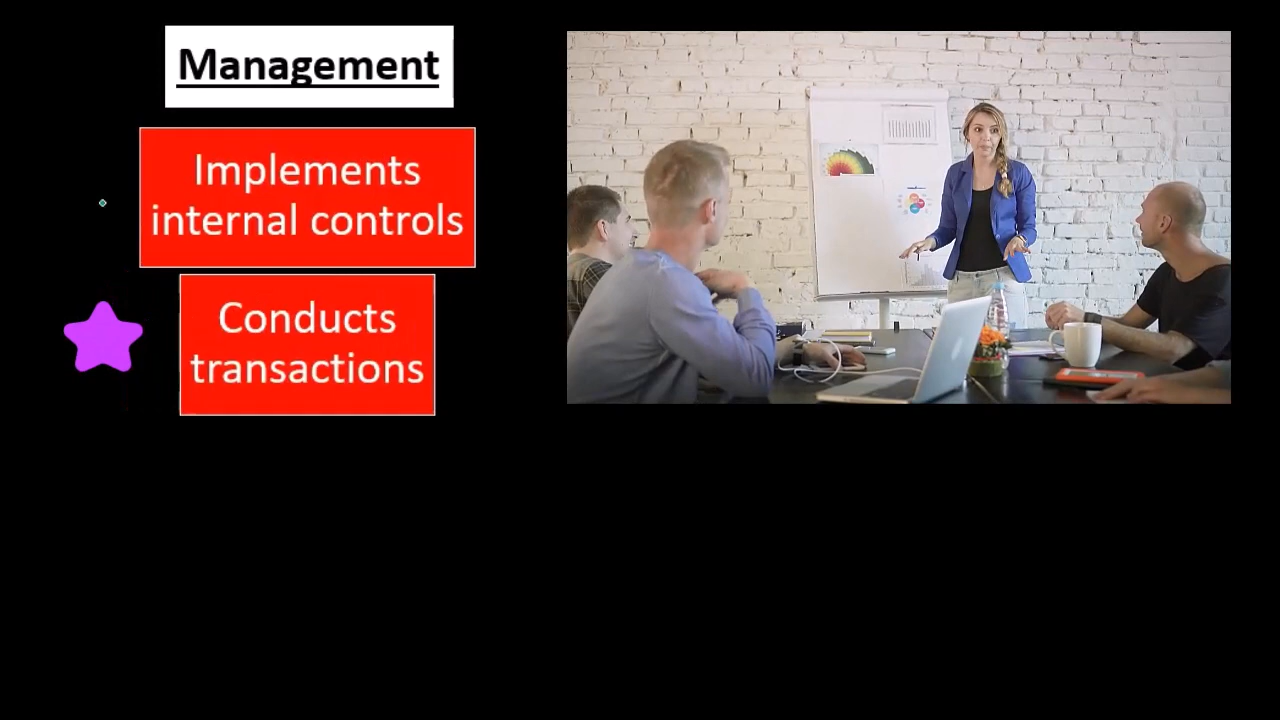 Management
Implements
internal controls
Conducts
transactions